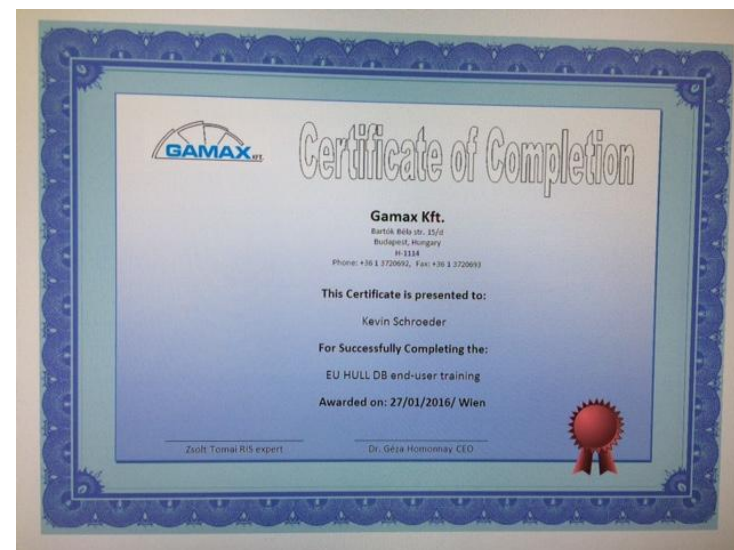 GAMAX Kft.
Certificate of Completion
Gamax Kft.
Bartók Béla str. 15/d
Budapest, Hungary
H-1114
Phone: +36 1 3720692, Fax: +36 1 3720693
This Certificate is presented to:
Kevin Schroeder
For Successfully Completing the:
EU HULL DB end-user training
Awarded on: 27/01/2016/ Wien
Zsolt Tomai RIS expert
Dr. Géza Homonnay CEO